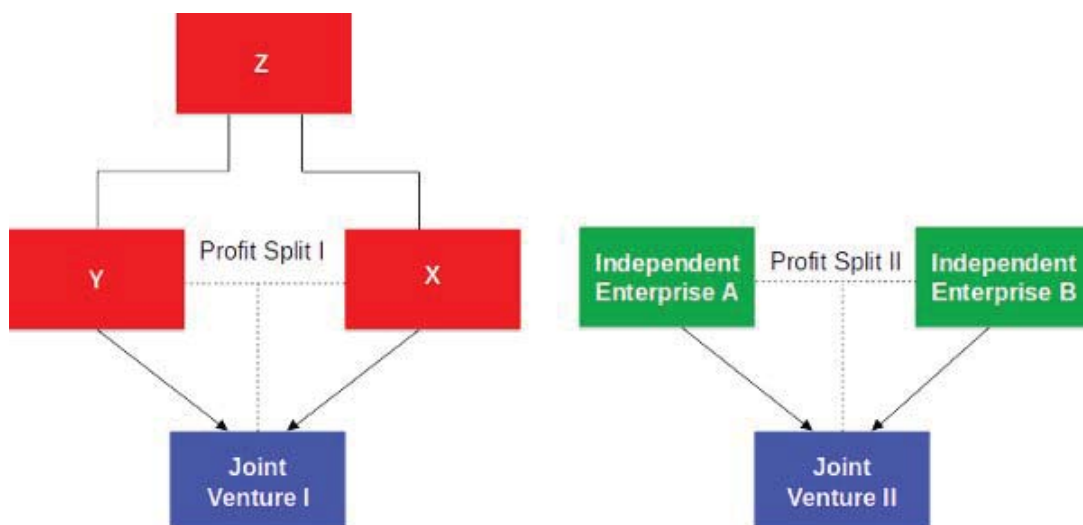 Z
Y
Profit Split I
X
Joint
Venture I
Independent
Enterprise A
Profit Split II
Independent
Enterprise B
Joint
Venture II